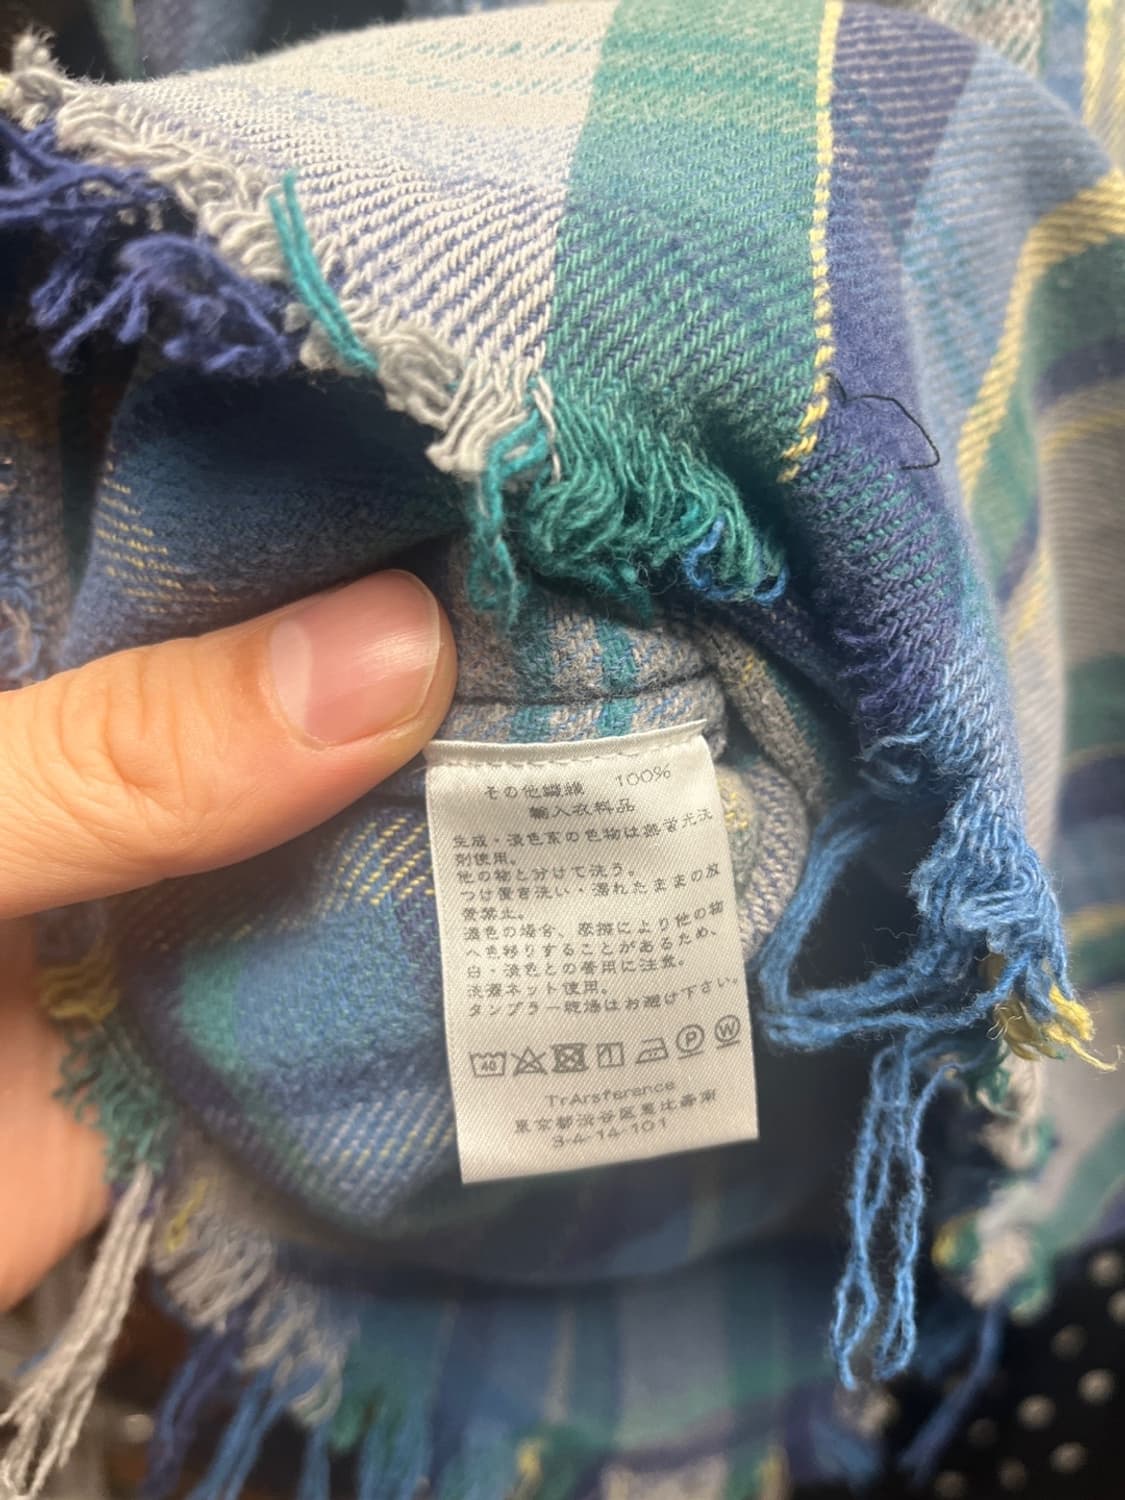 その他繊維 100%
輸入衣料品
生成・淡色系の色物は無蛍光洗
剤使用。
他の物と分けて洗う。
つけ置き洗い・濡れたままの放
置禁止。
濃色の場合、摩擦により他の物
へ色移りすることがあるため、
白・淡色との着用に注意。
洗濯ネット使用。
タンブラー乾燥はお避け下さい。
40 P W
TrArsference
東京都渋谷区恵比寿南
3-4-14-101